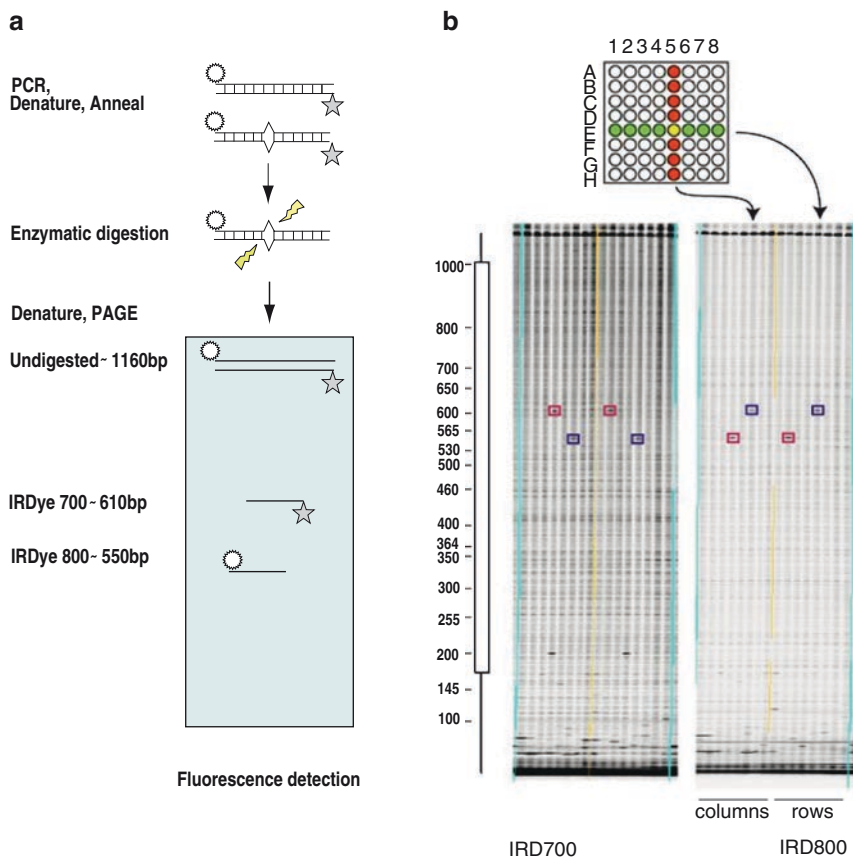 a
PCR,
Denature, Anneal
Enzymatic digestion
Denature, PAGE
Undigested ~ 1160bp
IRDye 700 ~ 610bp
IRDye 800 ~ 550bp
Fluorescence detection
b
1 2 3 4 5 6 7 8
A
B
C
D
E
F
G
H
1000
800
700
650
600
565
530
500
460
400
364
350
300
255
200
145
100
columns rows
IRD700 IRD800